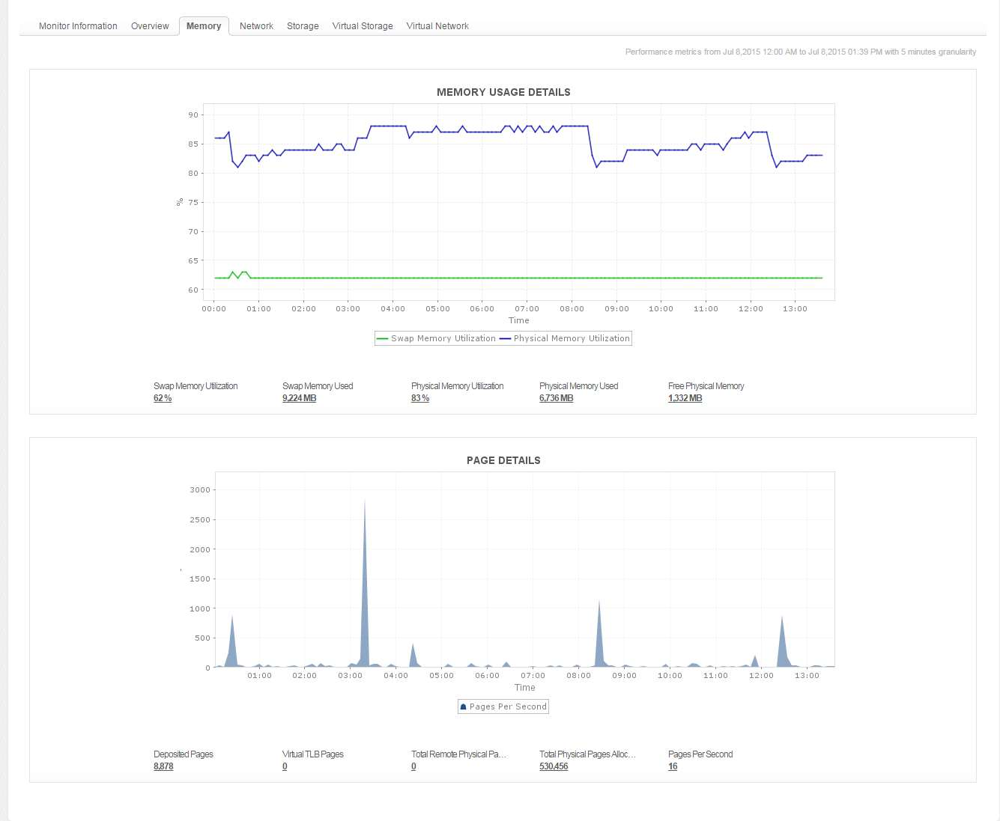 Monitor Information Overview Memory Network Storage Virtual Storage Virtual Network
Performance metrics from Jul 8,2015 12:00 AM to Jul 8,2015 01:39 PM with 5 minutes granularity
MEMORY USAGE DETAILS
90
85
80
75
70
65
60
%
00:00 01:00 02:00 03:00 04:00 05:00 06:00 07:00 08:00 09:00 10:00 11:00 12:00 13:00
Time
Swap Memory Utilization Physical Memory Utilization
Swap Memory Utilization Swap Memory Used Physical Memory Utilization Physical Memory Used Free Physical Memory
62 % 9,224 MB 83 % 6,736 MB 1,332 MB
PAGE DETAILS
3000
2500
2000
1500
1000
500
0
-
01:00 02:00 03:00 04:00 05:00 06:00 07:00 08:00 09:00 10:00 11:00 12:00 13:00
Time
Pages Per Second
Deposited Pages Virtual TLB Pages Total Remote Physical Pa... Total Physical Pages Alloc... Pages Per Second
8,878 0 0 530,456 16